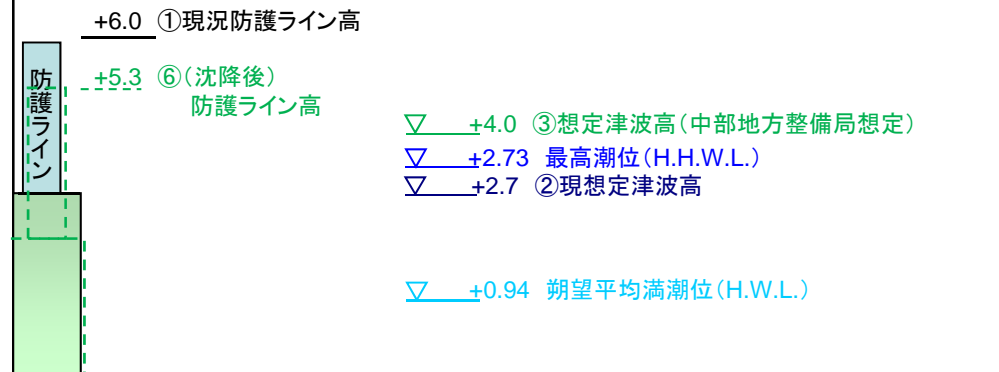 +6.0 ①現況防護ライン高
防護ライン
+5.3 ⑥(沈降後)
防護ライン高
▽ +4.0 ③想定津波高(中部地方整備局想定)
▽ +2.73 最高潮位(H.H.W.L.)
▽ +2.7 ②現想定津波高
▽ +0.94 朔望平均満潮位(H.W.L.)